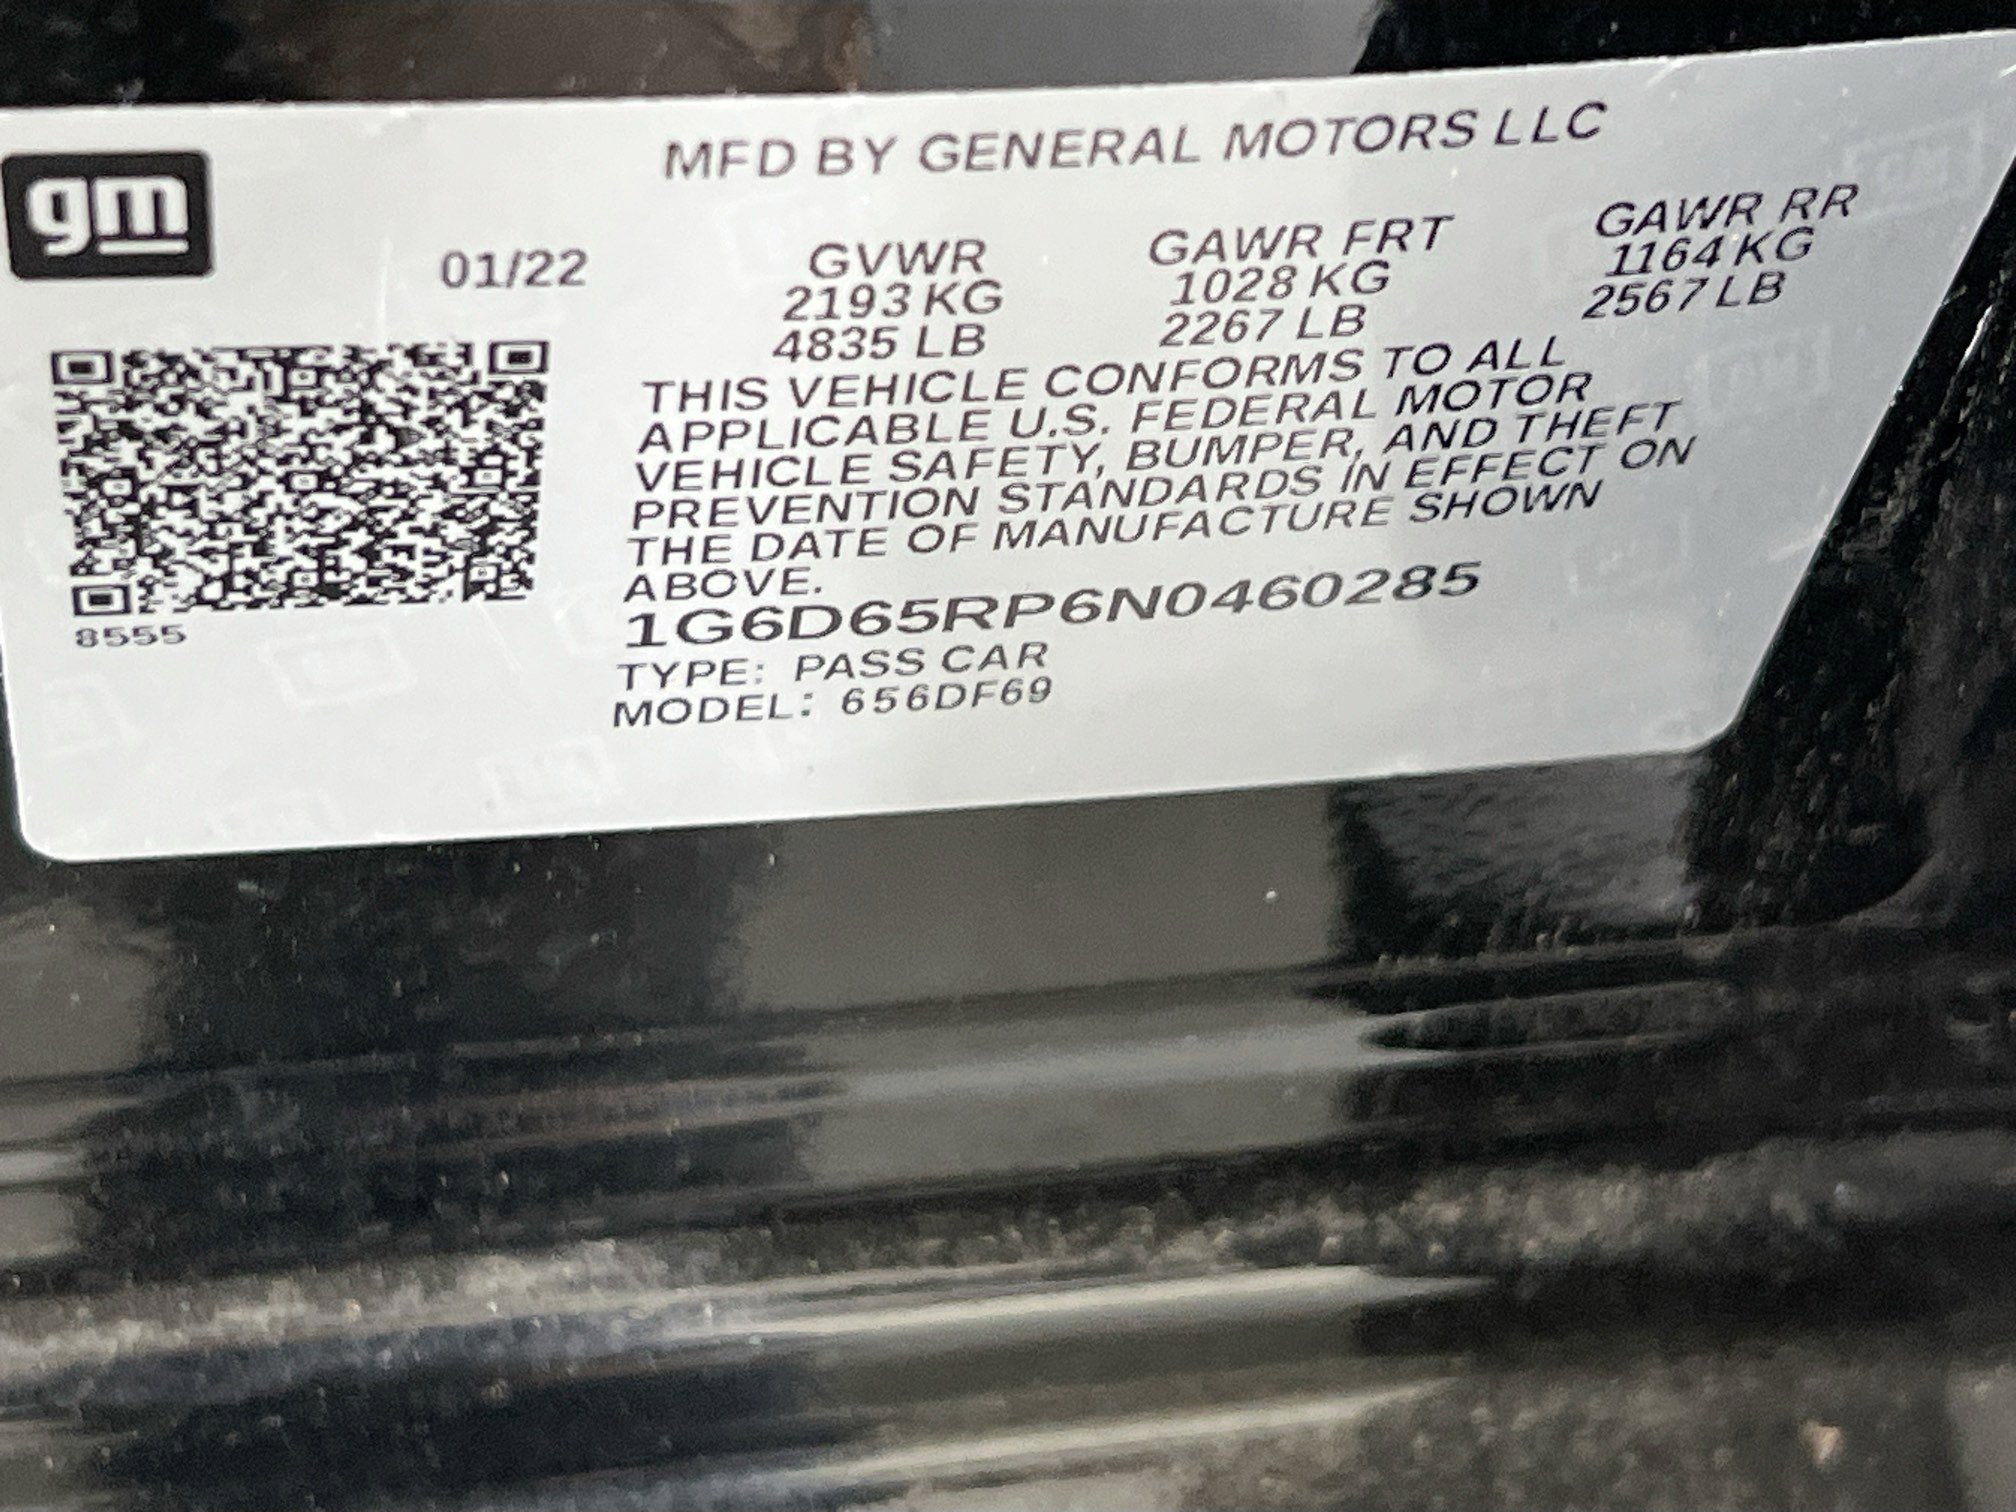 gm
MFD BY GENERAL MOTORS LLC
01/22
GVWR
2193 KG
4835 LB
GAWR FRT
1028 KG
2267 LB
GAWR RR
1164 KG
2567 LB
THIS VEHICLE CONFORMS TO ALL
APPLICABLE U.S. FEDERAL MOTOR
VEHICLE SAFETY, BUMPER, AND THEFT
PREVENTION STANDARDS IN EFFECT ON
THE DATE OF MANUFACTURE SHOWN
ABOVE.
1G6D65RP6N0460285
8555
TYPE: PASS CAR
MODEL: 656DF69